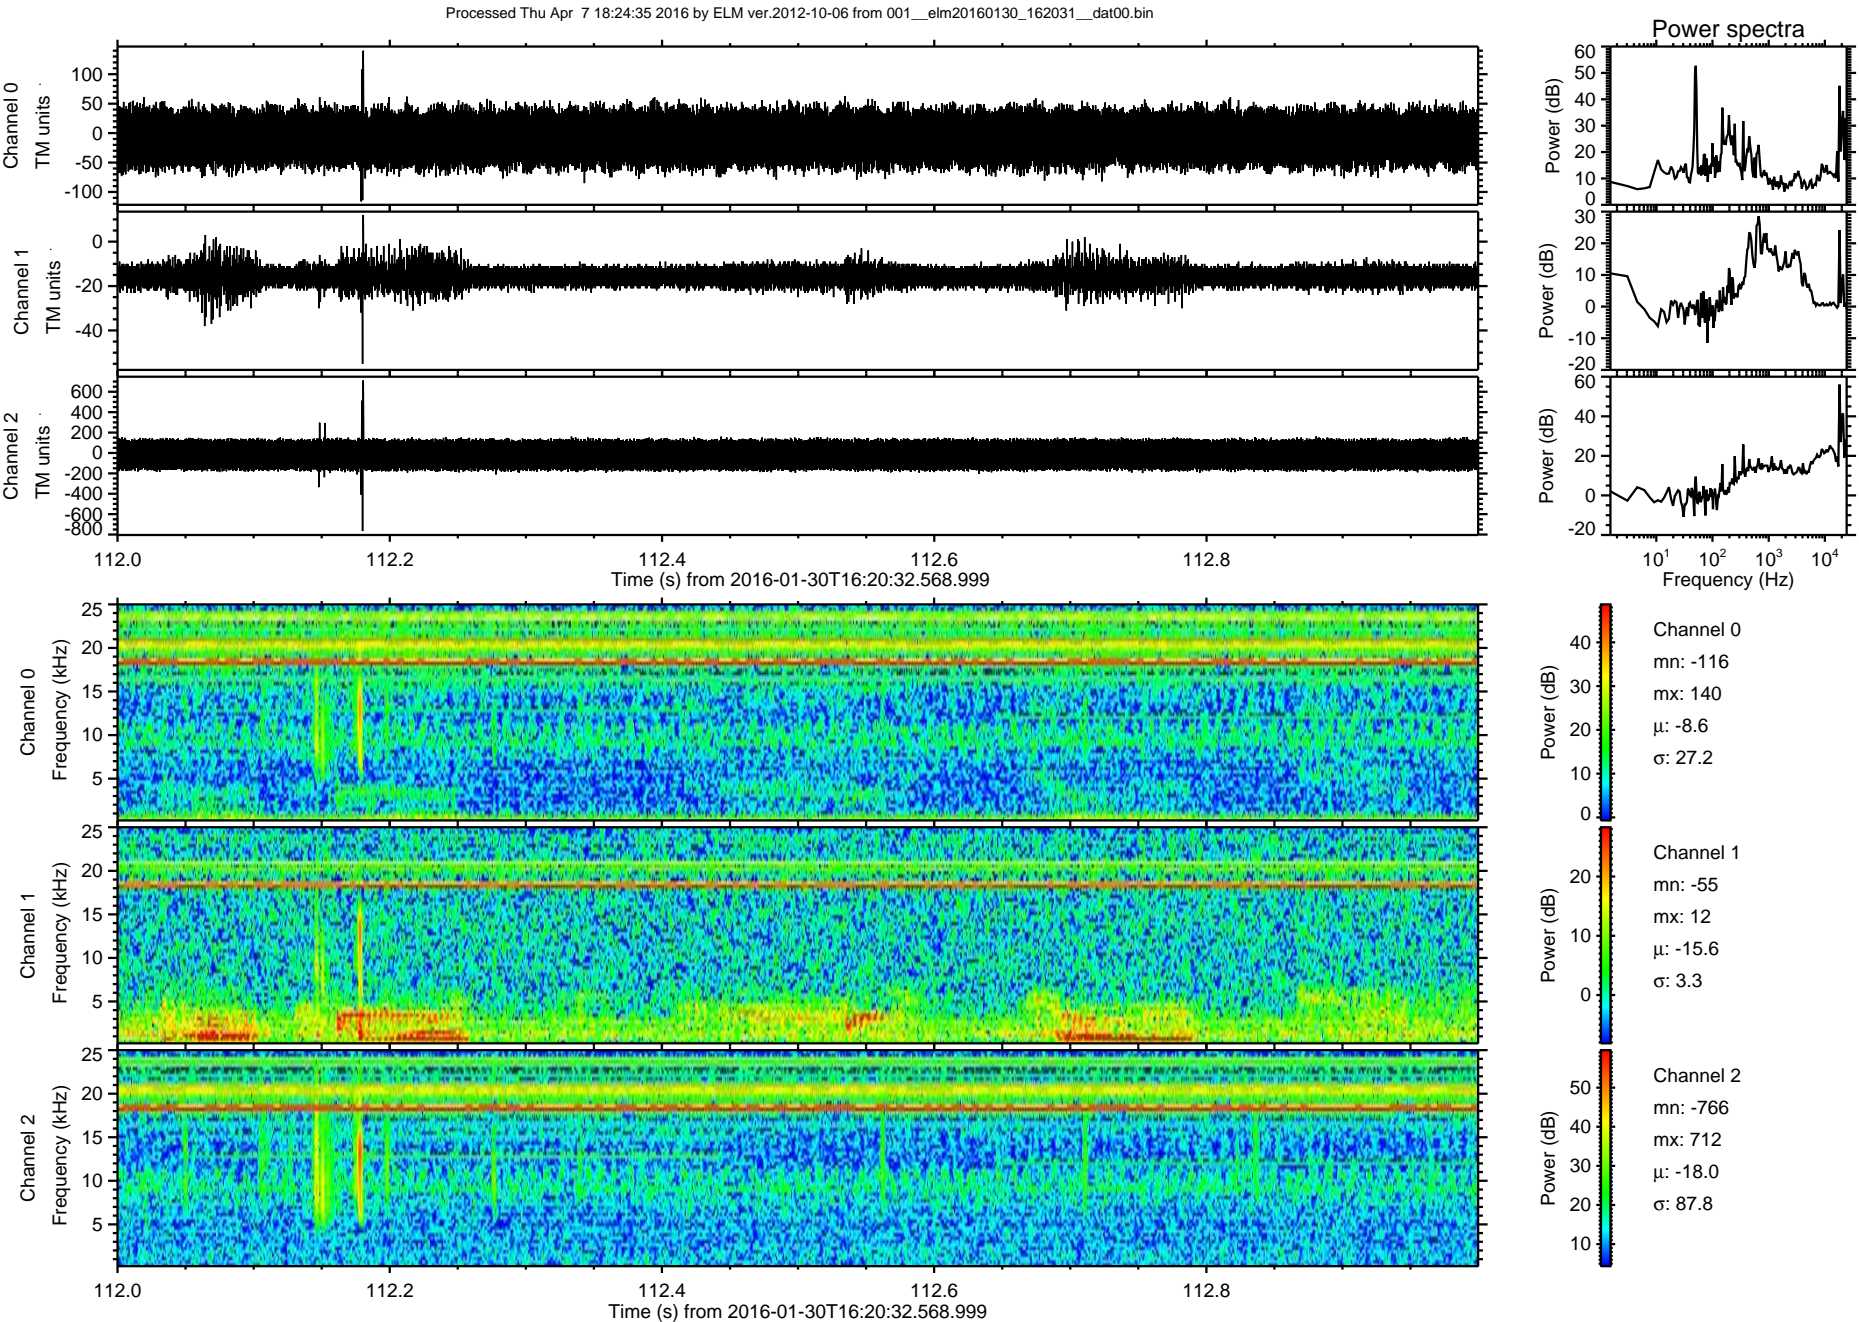 Processed Thu Apr  7 18:24:35 2016 by ELM ver.2012-10-06 from 001__elm20160130_162031__dat00.bin
Power spectra
Channel 0
TM units
100
50
0
-50
-100
Power (dB)
60
50
40
30
20
10
0
Channel 1
TM units
0
-20
-40
Power (dB)
30
20
10
0
-10
-20
Channel 2
TM units
600
400
200
0
-200
-400
-600
-800
Power (dB)
60
40
20
0
-20
112.0 112.2 112.4 112.6 112.8
Time (s) from 2016-01-30T16:20:32.568.999
10¹ 10² 10³ 10⁴
Frequency (Hz)
Channel 0
Frequency (kHz)
25
20
15
10
5
Power (dB)
40
30
20
10
0
Channel 0
mn: -116
mx: 140
μ: -8.6
σ: 27.2
Channel 1
Frequency (kHz)
25
20
15
10
5
Power (dB)
20
10
0
Channel 1
mn: -55
mx: 12
μ: -15.6
σ: 3.3
Channel 2
Frequency (kHz)
25
20
15
10
5
Power (dB)
50
40
30
20
10
Channel 2
mn: -766
mx: 712
μ: -18.0
σ: 87.8
112.0 112.2 112.4 112.6 112.8
Time (s) from 2016-01-30T16:20:32.568.999